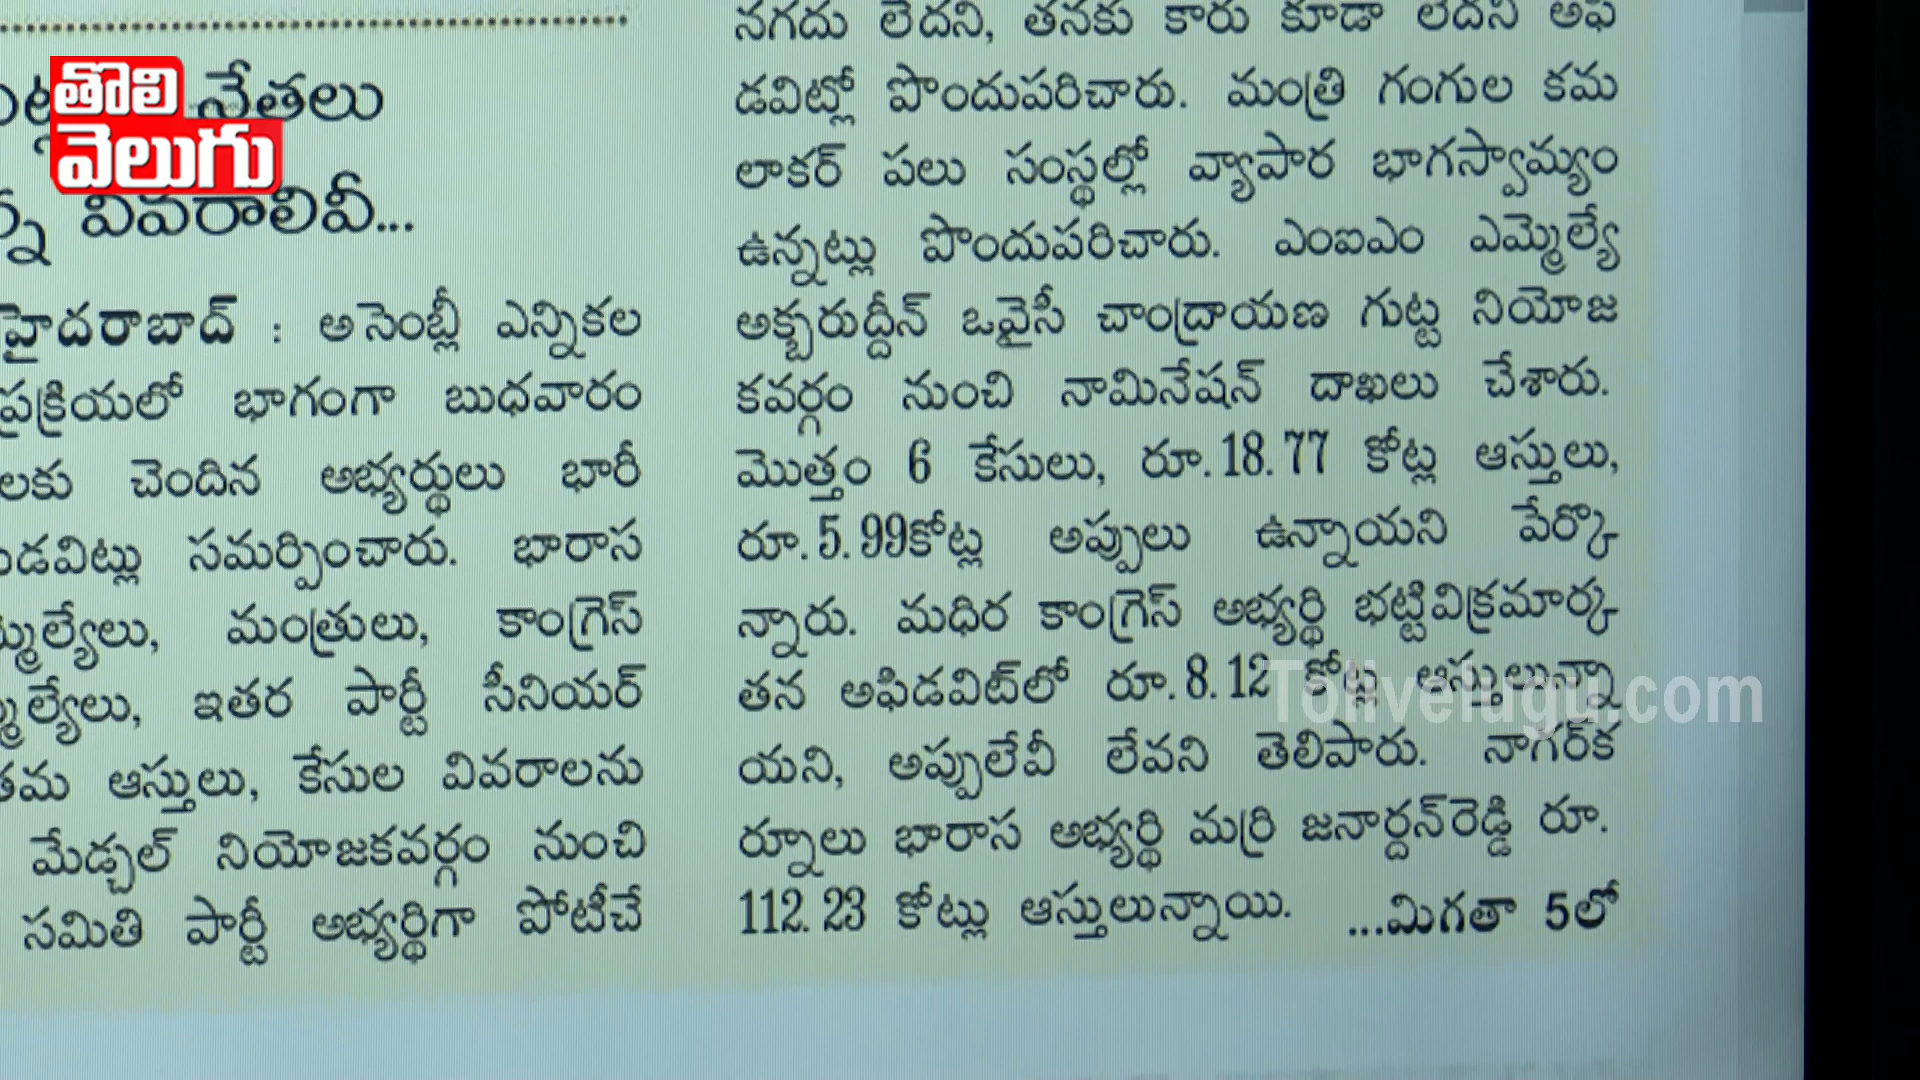 తొలి
వెలుగు
నేతలు
వివరాలివీ...
హైదరాబాద్ : అసెంబ్లీ ఎన్నికల
ప్రక్రియలో భాగంగా బుధవారం
చెందిన అభ్యర్థులు భారీ
సమర్పించారు. భారాస
మంత్రులు, కాంగ్రెస్
ఇతర పార్టీ సీనియర్
తమ ఆస్తులు, కేసుల వివరాలను
మేడ్చల్ నియోజకవర్గం నుంచి
సమితి పార్టీ అభ్యర్థిగా పోటీచే
నగదు లేదని, తనకు కారు కూడా లేదని అఫి
డవిట్లో పొందుపరిచారు. మంత్రి గంగుల కమ
లాకర్ పలు సంస్థల్లో వ్యాపార భాగస్వామ్యం
ఉన్నట్లు పొందుపరిచారు. ఎంఐఎం ఎమ్మెల్యే
అక్బరుద్దీన్ ఒవైసీ చాంద్రాయణ గుట్ట నియోజ
కవర్గం నుంచి నామినేషన్ దాఖలు చేశారు.
మొత్తం 6 కేసులు, రూ.18.77 కోట్ల ఆస్తులు,
రూ.5.99కోట్ల అప్పులు ఉన్నాయని పేర్కొ
న్నారు. మధిర కాంగ్రెస్ అభ్యర్థి భట్టివిక్రమార్క
తన అఫిడవిట్‌లో రూ.8.12 కోట్ల ఆస్తులున్నా
యని, అప్పులేవీ లేవని తెలిపారు. నాగర్‌క
ర్నూలు భారాస అభ్యర్థి మర్రి జనార్దన్‌రెడ్డి రూ.
112.23 కోట్లు ఆస్తులున్నాయి. ...మిగతా 5లో
Tolivelugu.com